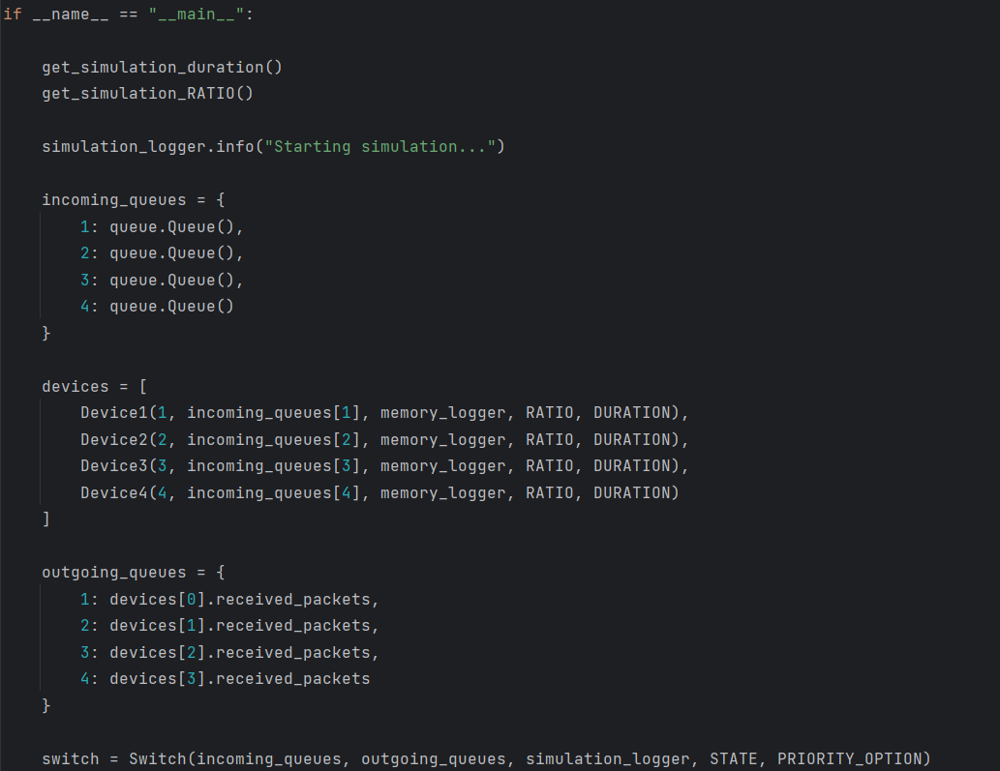 if __name__ == "__main__":
    get_simulation_duration()
    get_simulation_RATIO()
    simulation_logger.info("Starting simulation...")
    incoming_queues = {
        1: queue.Queue(),
        2: queue.Queue(),
        3: queue.Queue(),
        4: queue.Queue()
    }
    devices = [
        Device1(1, incoming_queues[1], memory_logger, RATIO, DURATION),
        Device2(2, incoming_queues[2], memory_logger, RATIO, DURATION),
        Device3(3, incoming_queues[3], memory_logger, RATIO, DURATION),
        Device4(4, incoming_queues[4], memory_logger, RATIO, DURATION)
    ]
    outgoing_queues = {
        1: devices[0].received_packets,
        2: devices[1].received_packets,
        3: devices[2].received_packets,
        4: devices[3].received_packets
    }
    switch = Switch(incoming_queues, outgoing_queues, simulation_logger, STATE, PRIORITY_OPTION)